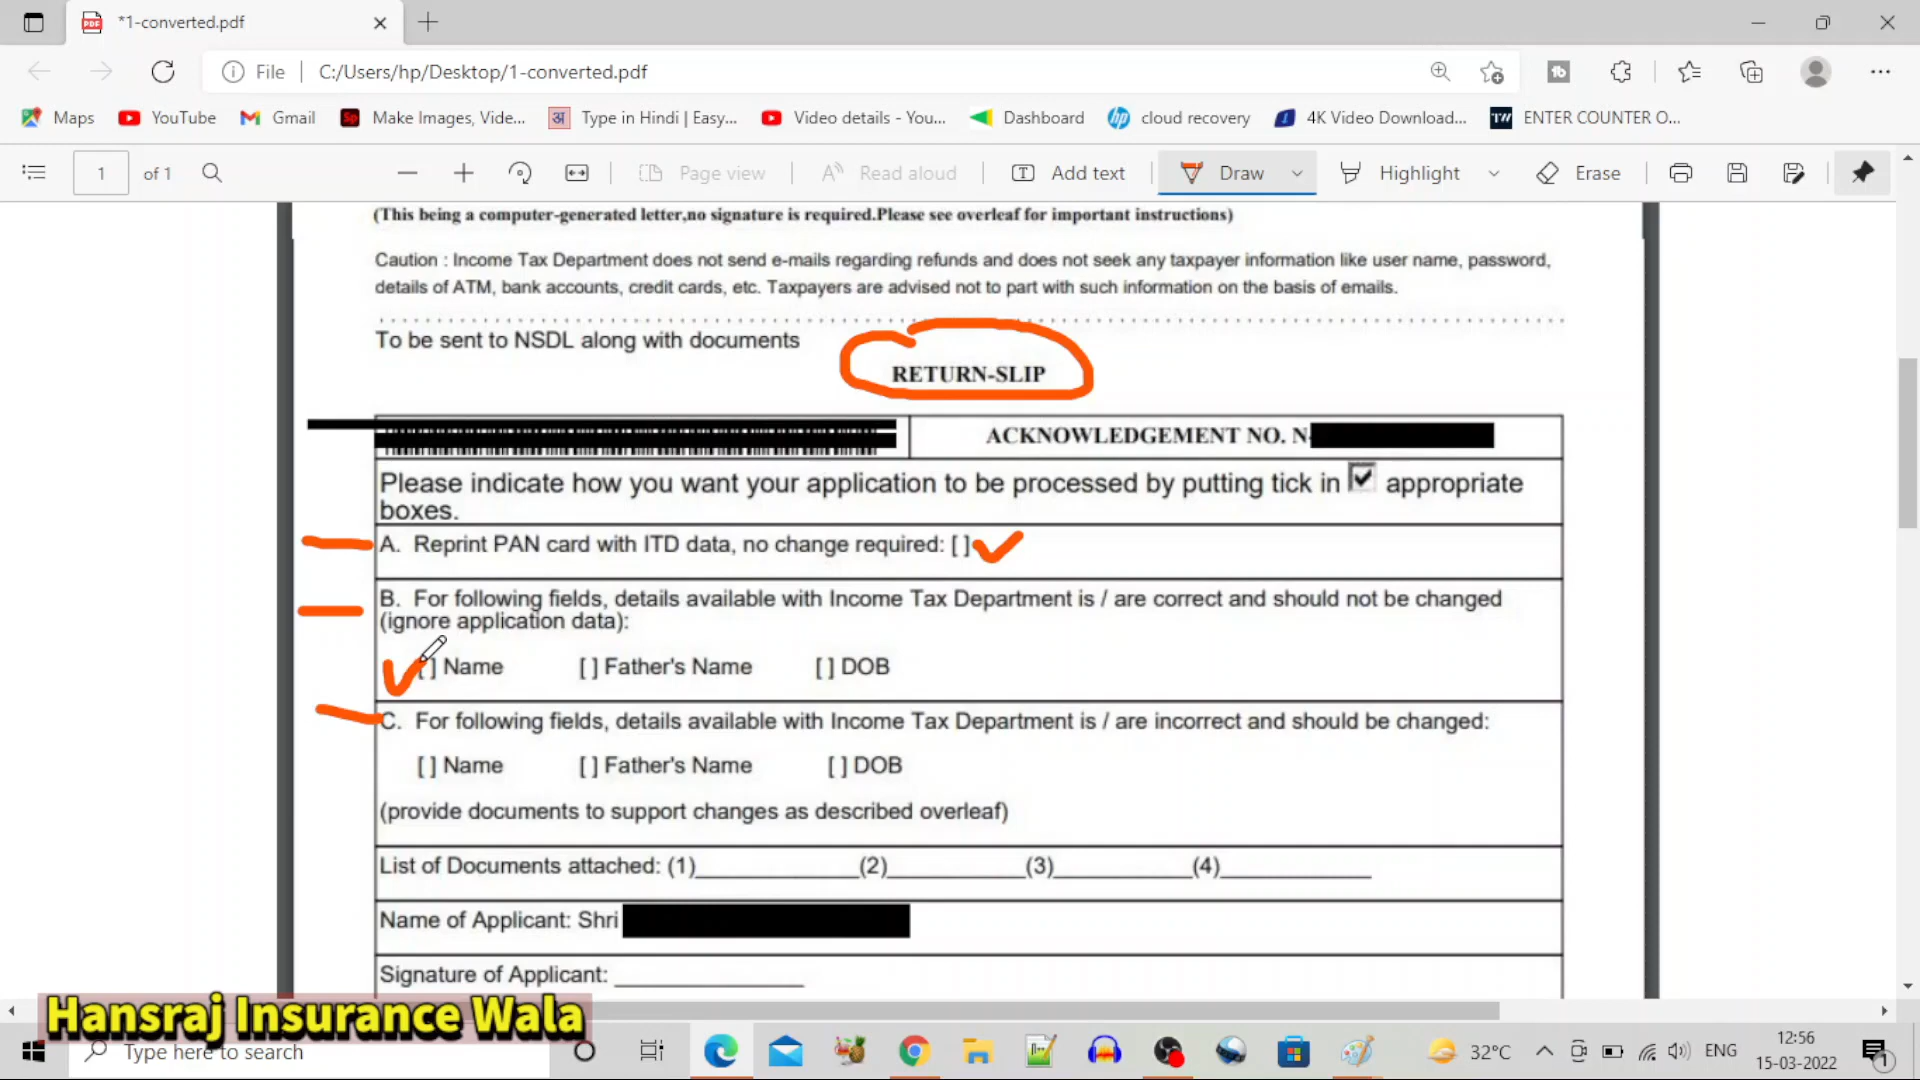 *1-converted.pdf
File
C:/Users/hp/Desktop/1-converted.pdf
Maps
YouTube
Gmail
Make Images, Vide...
Type in Hindi | Easy...
Video details - You...
Dashboard
cloud recovery
4K Video Download...
ENTER COUNTER O...
1 of 1
Page view
Read aloud
Add text
Draw
Highlight
Erase
(This being a computer-generated letter,no signature is required.Please see overleaf for important instructions)
Caution : Income Tax Department does not send e-mails regarding refunds and does not seek any taxpayer information like user name, password,
details of ATM, bank accounts, credit cards, etc. Taxpayers are advised not to part with such information on the basis of emails.
To be sent to NSDL along with documents
RETURN-SLIP
ACKNOWLEDGEMENT NO. N-
Please indicate how you want your application to be processed by putting tick in ☑ appropriate
boxes.
A. Reprint PAN card with ITD data, no change required: [ ]
B. For following fields, details available with Income Tax Department is / are correct and should not be changed
(ignore application data):
[ ] Name [ ] Father's Name [ ] DOB
C. For following fields, details available with Income Tax Department is / are incorrect and should be changed:
[ ] Name [ ] Father's Name [ ] DOB
(provide documents to support changes as described overleaf)
List of Documents attached: (1)____________(2)__________(3)__________(4)___________
Name of Applicant: Shri
Signature of Applicant: ______________
Hansraj Insurance Wala
Type here to search
32°C
ENG
12:56
15-03-2022
1